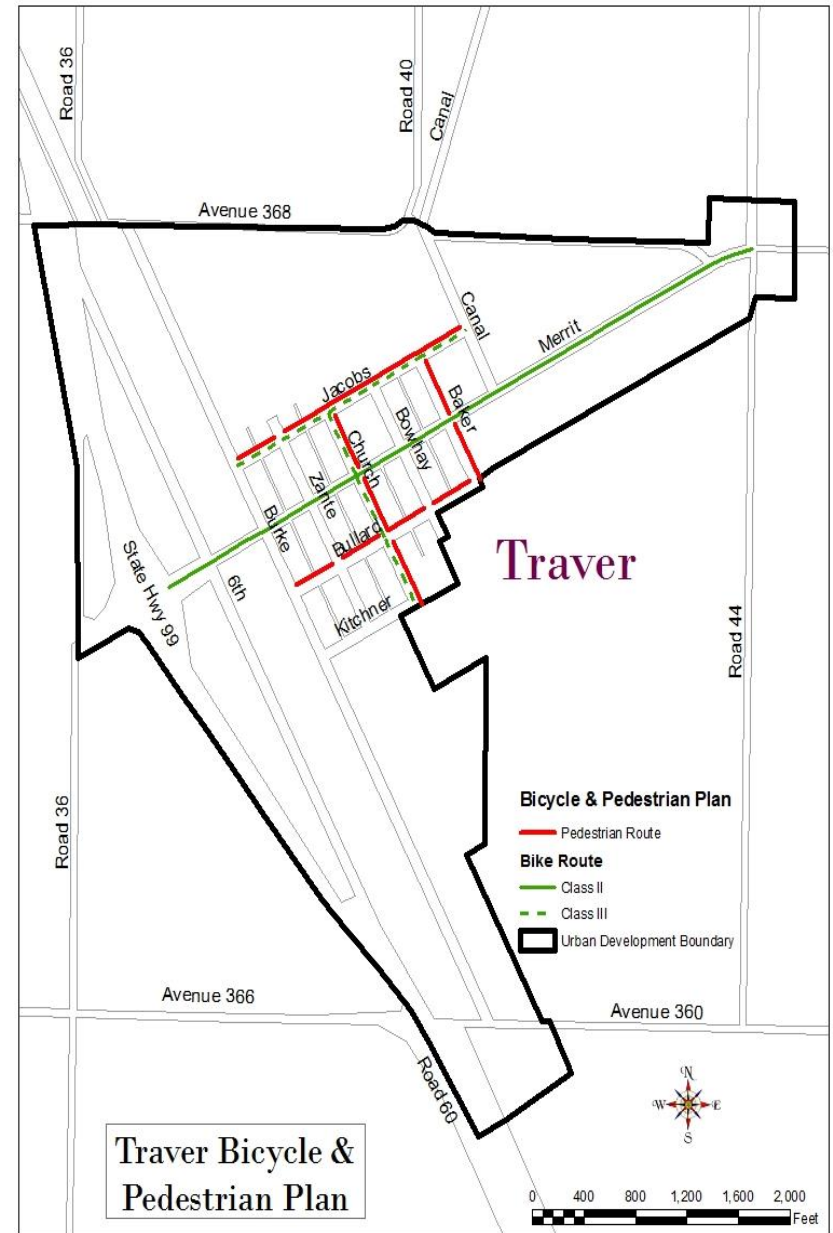 Road 36
Road 40
Canal
Avenue 368
Canal
Merrit
Jacobs
Baker
Bownay
Church
Zante
Burke
Bullard
Traver
State Hwy 99
6th
Kitchner
Road 44
Bicycle & Pedestrian Plan
Pedestrian Route
Bike Route
Class II
Class III
Urban Development Boundary
Road 36
Avenue 366
Avenue 360
Road 60
N
W E
S
Traver Bicycle &
Pedestrian Plan
0 400 800 1,200 1,600 2,000
Feet